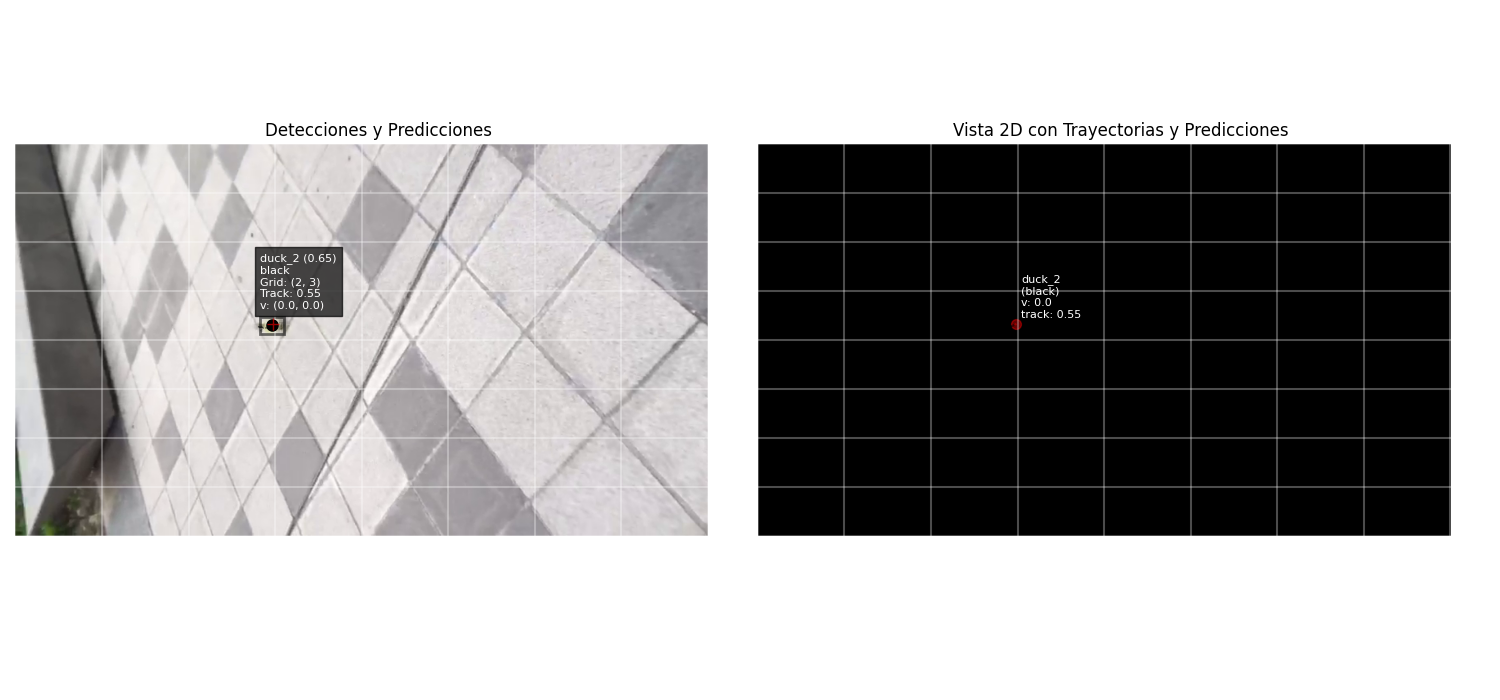 Detecciones y Predicciones
duck_2 (0.65)
black
Grid: (2, 3)
Track: 0.55
v: (0.0, 0.0)
Vista 2D con Trayectorias y Predicciones
duck_2
(black)
v: 0.0
track: 0.55